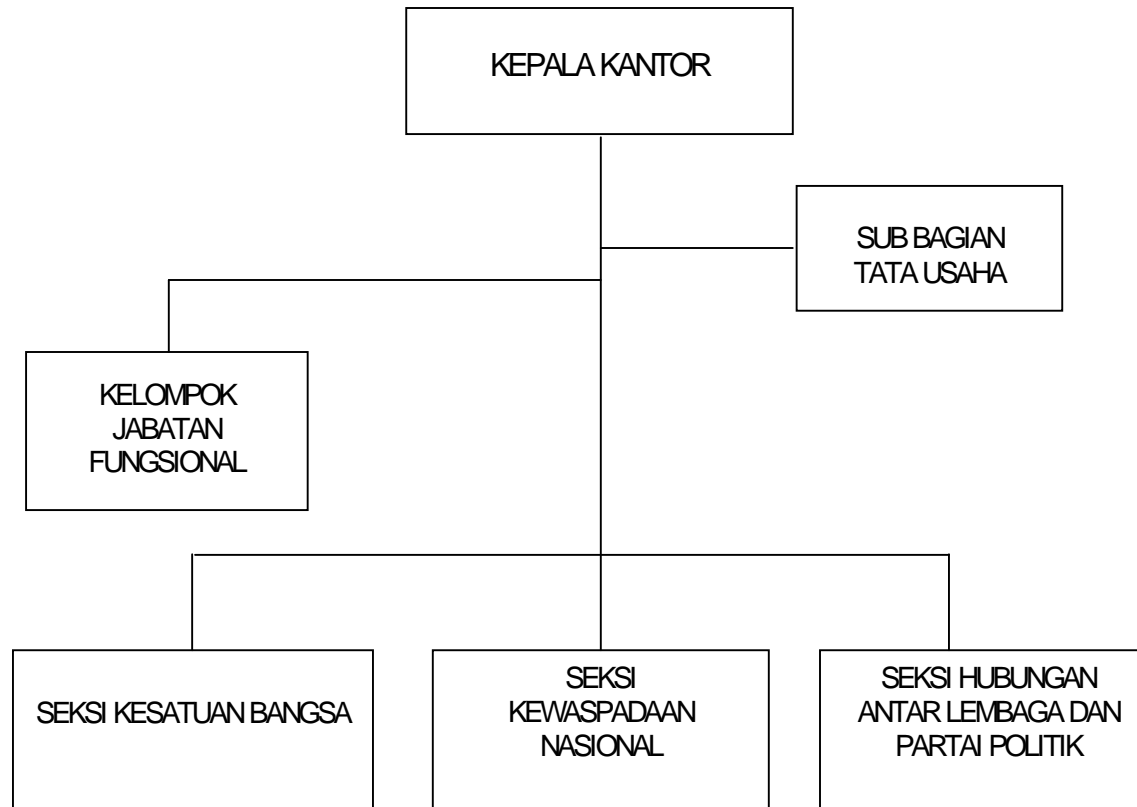 KEPALA KANTOR
SUB BAGIAN
TATA USAHA
KELOMPOK
JABATAN
FUNGSIONAL
SEKSI KESATUAN BANGSA
SEKSI
KEWASPADAAN
NASIONAL
SEKSI HUBUNGAN
ANTAR LEMBAGA DAN
PARTAI POLITIK